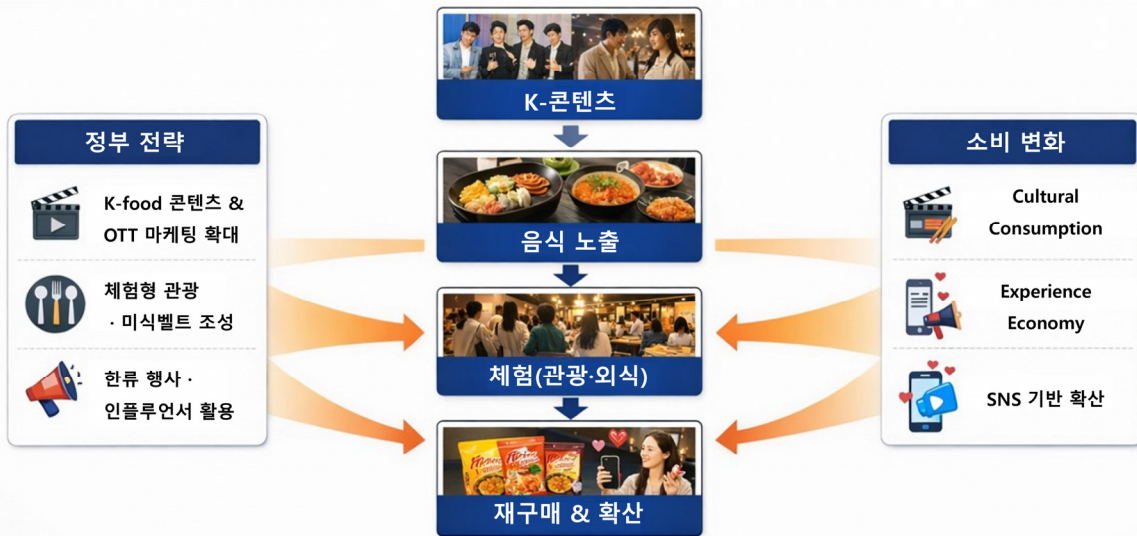 K-콘텐츠
음식 노출
체험(관광·외식)
재구매 & 확산
정부 전략
K-food 콘텐츠 &
OTT 마케팅 확대
체험형 관광
· 미식벨트 조성
한류 행사 ·
인플루언서 활용
소비 변화
Cultural
Consumption
Experience
Economy
SNS 기반 확산